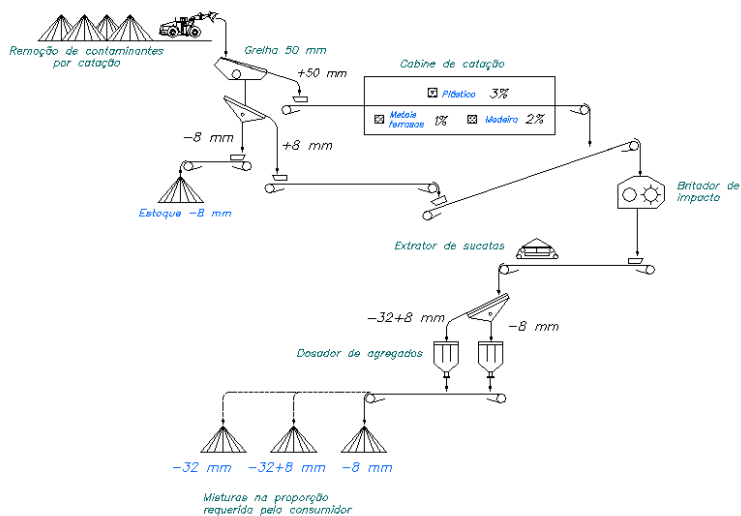 Remoção de contaminantes
por catação
Grelha 50 mm
+50 mm
Cabine de catação
Plástico 3%
Metais
ferrosos 1%
Madeira 2%
-8 mm
+8 mm
Estoque -8 mm
Britador de
impacto
Extrator de sucatas
-32+8 mm
-8 mm
Dosador de agregados
-32 mm
-32+8 mm
-8 mm
Misturas na proporção
requerida pelo consumidor